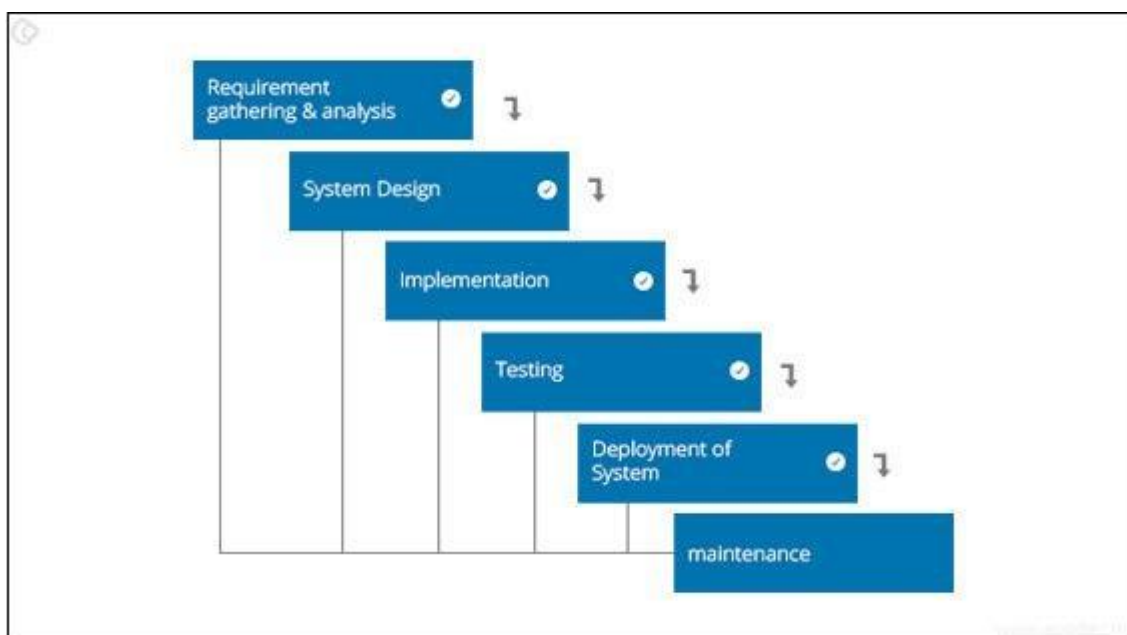 Requirement
gathering & analysis
System Design
Implementation
Testing
Deployment of
System
maintenance